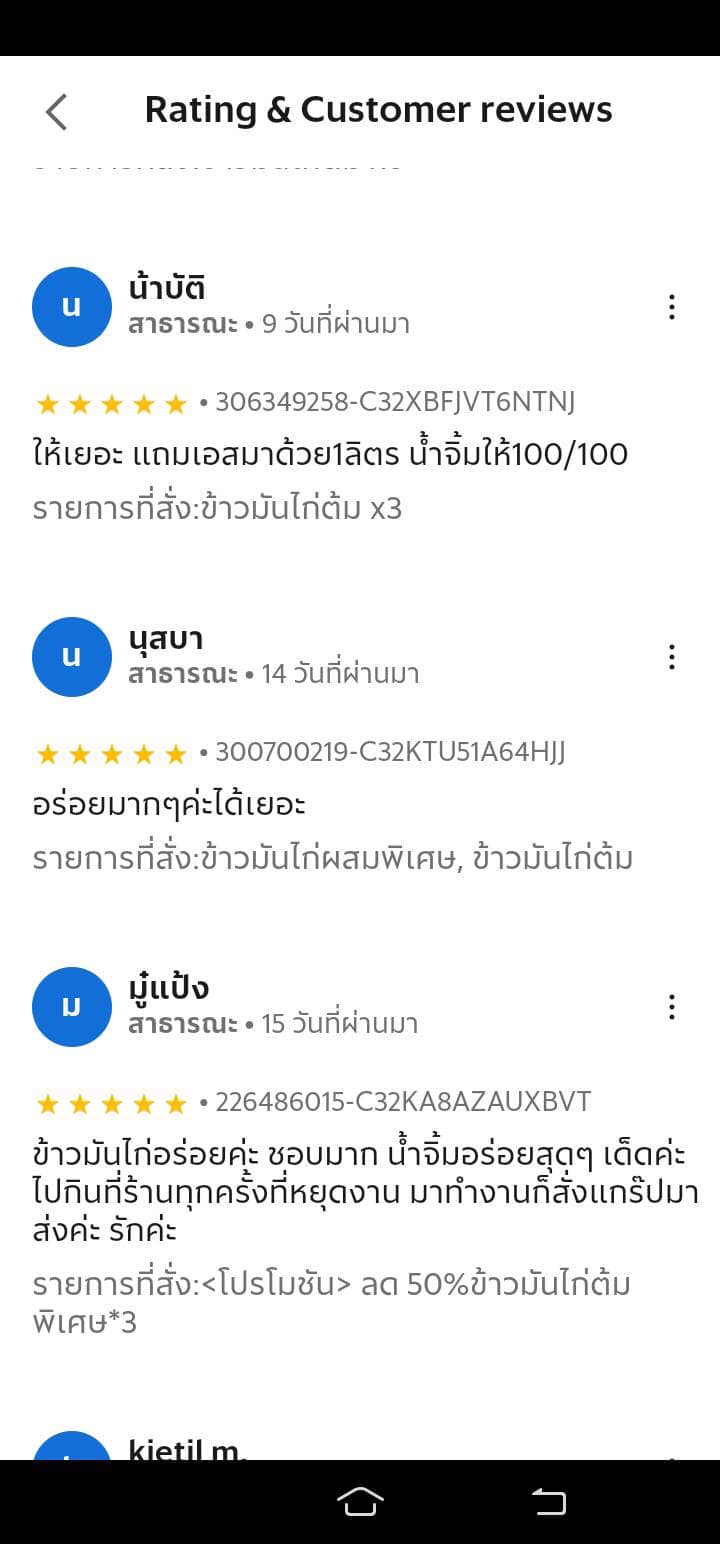 Rating & Customer reviews
น
น้าบัติ
สาธารณะ • 9 วันที่ผ่านมา
• 306349258-C32XBFJVT6NTNJ
ให้เยอะ แถมเอสมาด้วย1ลิตร น้ำจิ้มให้100/100
รายการที่สั่ง:ข้าวมันไก่ต้ม x3
น
นุสบา
สาธารณะ • 14 วันที่ผ่านมา
• 300700219-C32KTU51A64HJJ
อร่อยมากๆค่ะได้เยอะ
รายการที่สั่ง:ข้าวมันไก่ผสมพิเศษ, ข้าวมันไก่ต้ม
ม
มู๋แป้ง
สาธารณะ • 15 วันที่ผ่านมา
• 226486015-C32KA8AZAUXBVT
ข้าวมันไก่อร่อยค่ะ ชอบมาก น้ำจิ้มอร่อยสุดๆ เด็ดค่ะ
ไปกินที่ร้านทุกครั้งที่หยุดงาน มาทำงานก็สั่งแกร๊ปมา
ส่งค่ะ รักค่ะ
รายการที่สั่ง:<โปรโมชัน> ลด 50%ข้าวมันไก่ต้ม
พิเศษ*3
kjetil m.